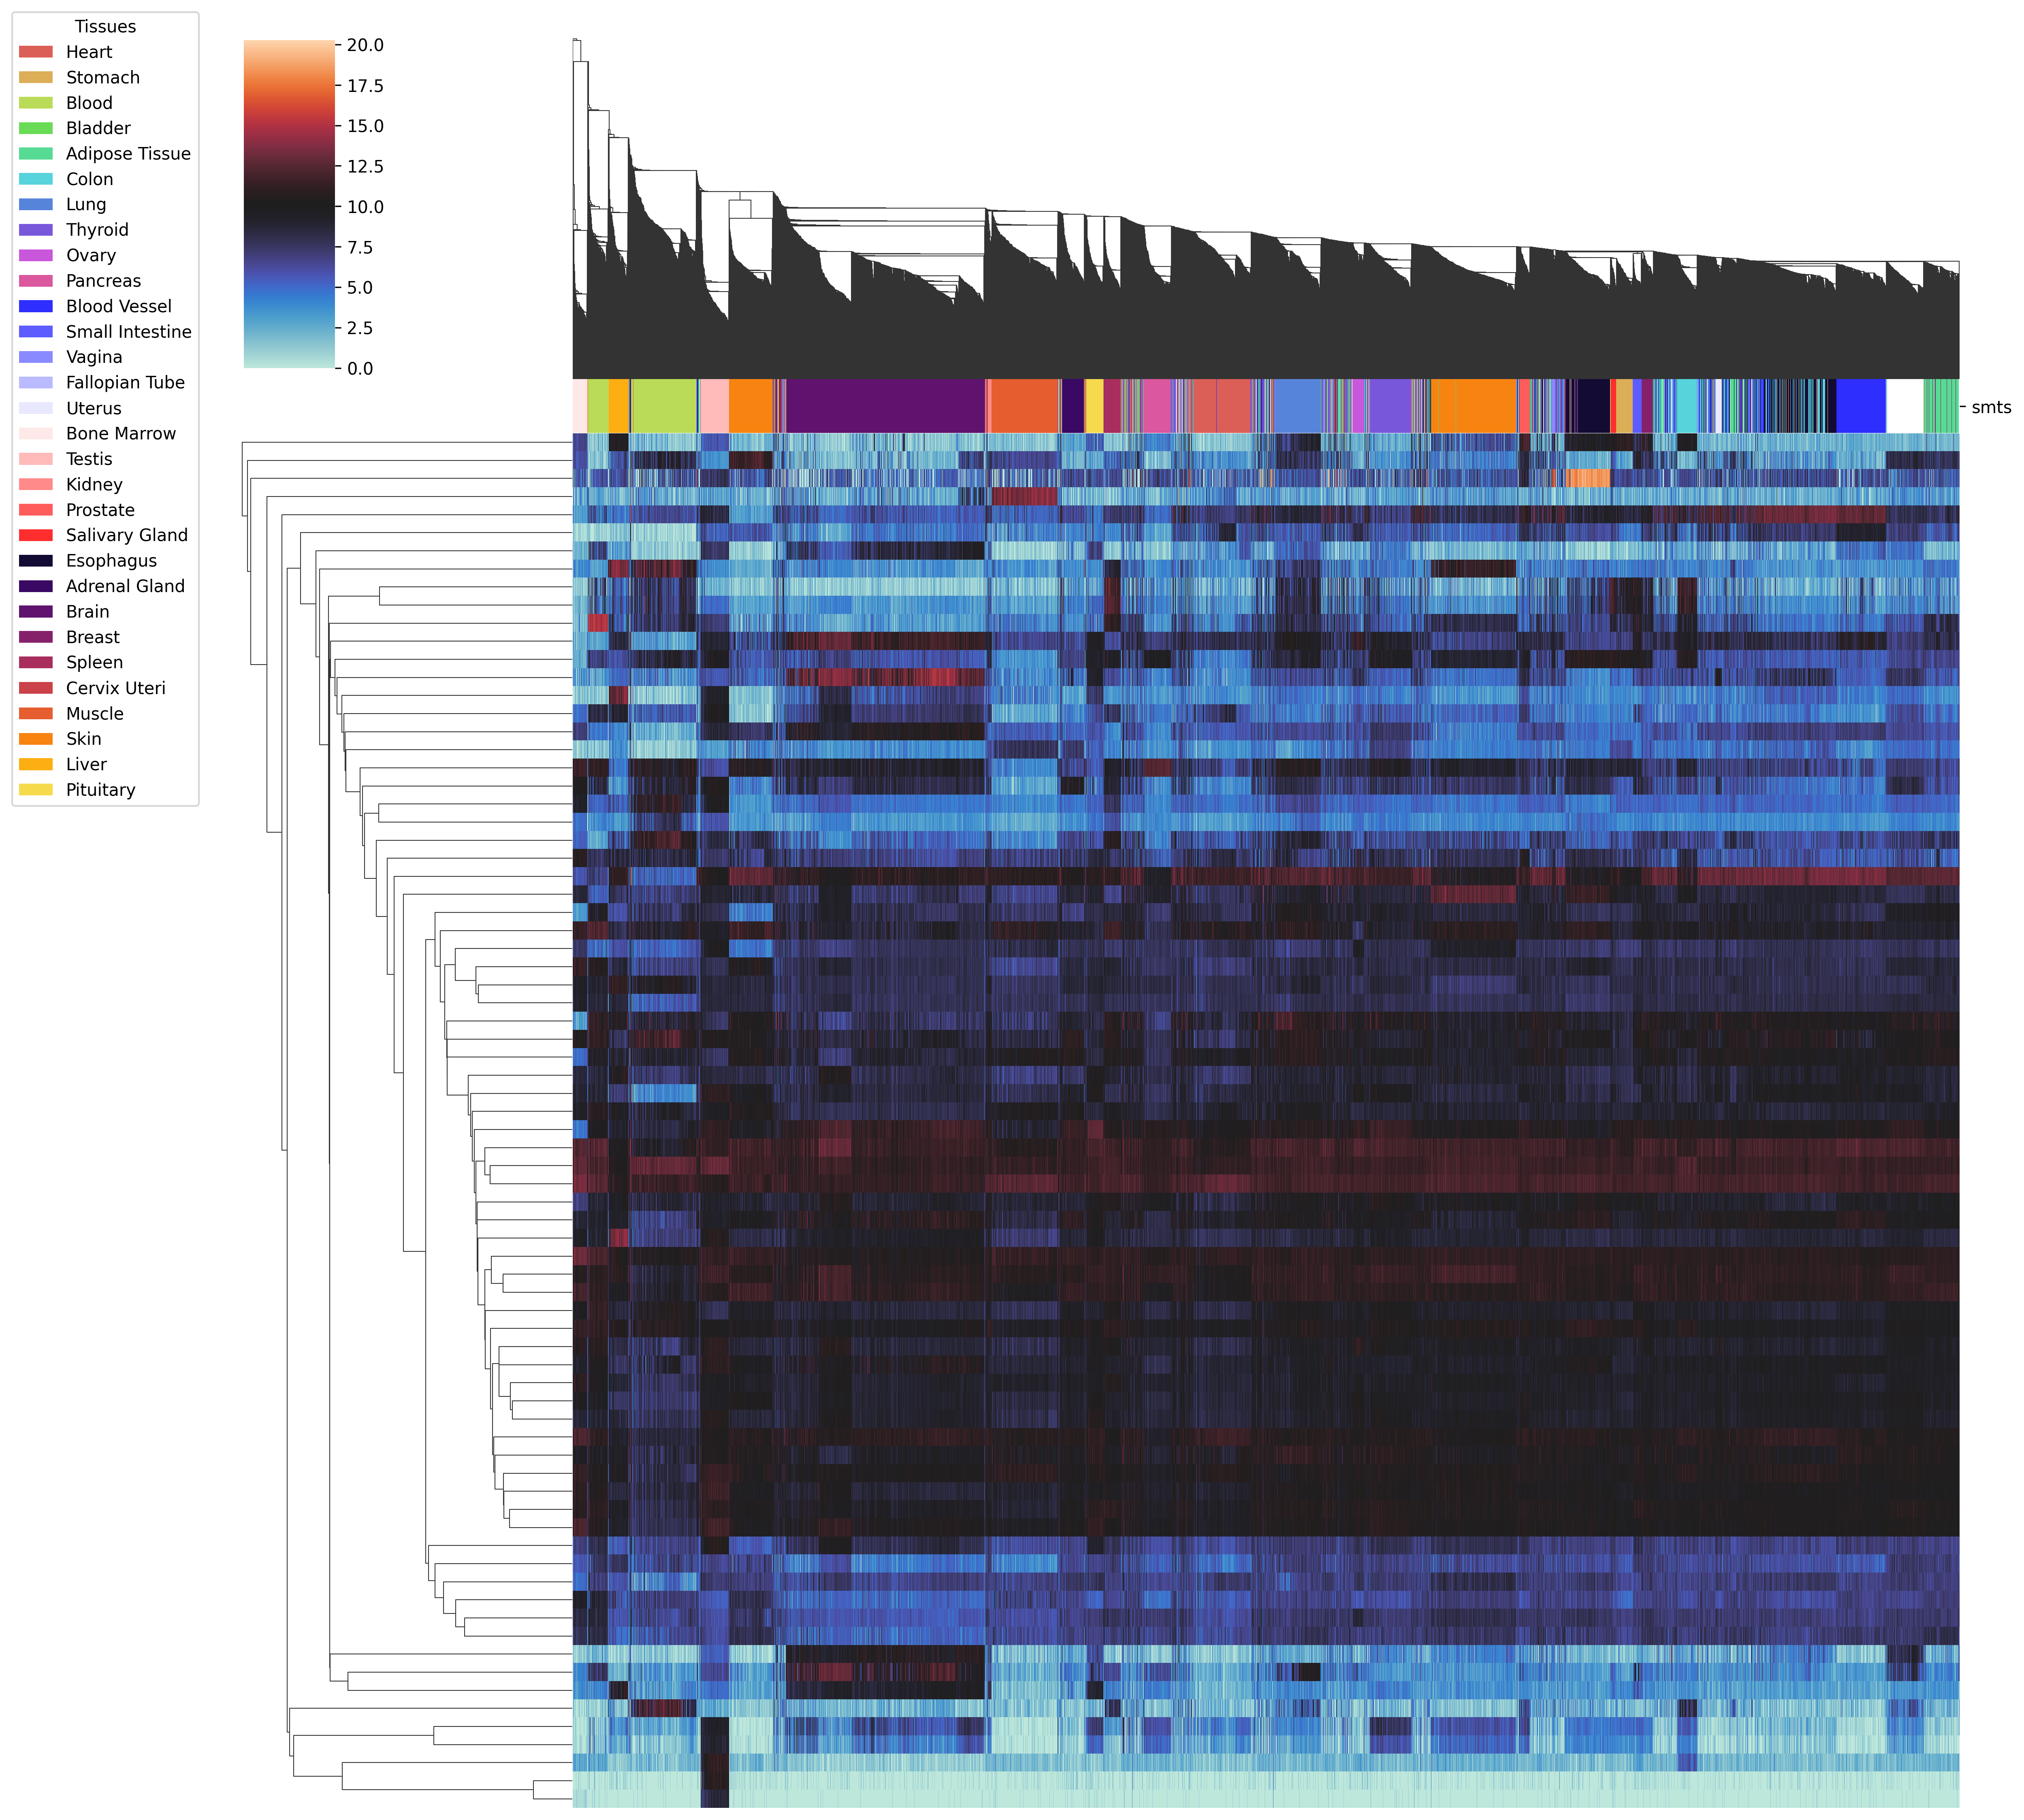 Tissues
Heart
Stomach
Blood
Bladder
Adipose Tissue
Colon
Lung
Thyroid
Ovary
Pancreas
Blood Vessel
Small Intestine
Vagina
Fallopian Tube
Uterus
Bone Marrow
Testis
Kidney
Prostate
Salivary Gland
Esophagus
Adrenal Gland
Brain
Breast
Spleen
Cervix Uteri
Muscle
Skin
Liver
Pituitary
20.0
17.5
15.0
12.5
10.0
7.5
5.0
2.5
0.0
smts